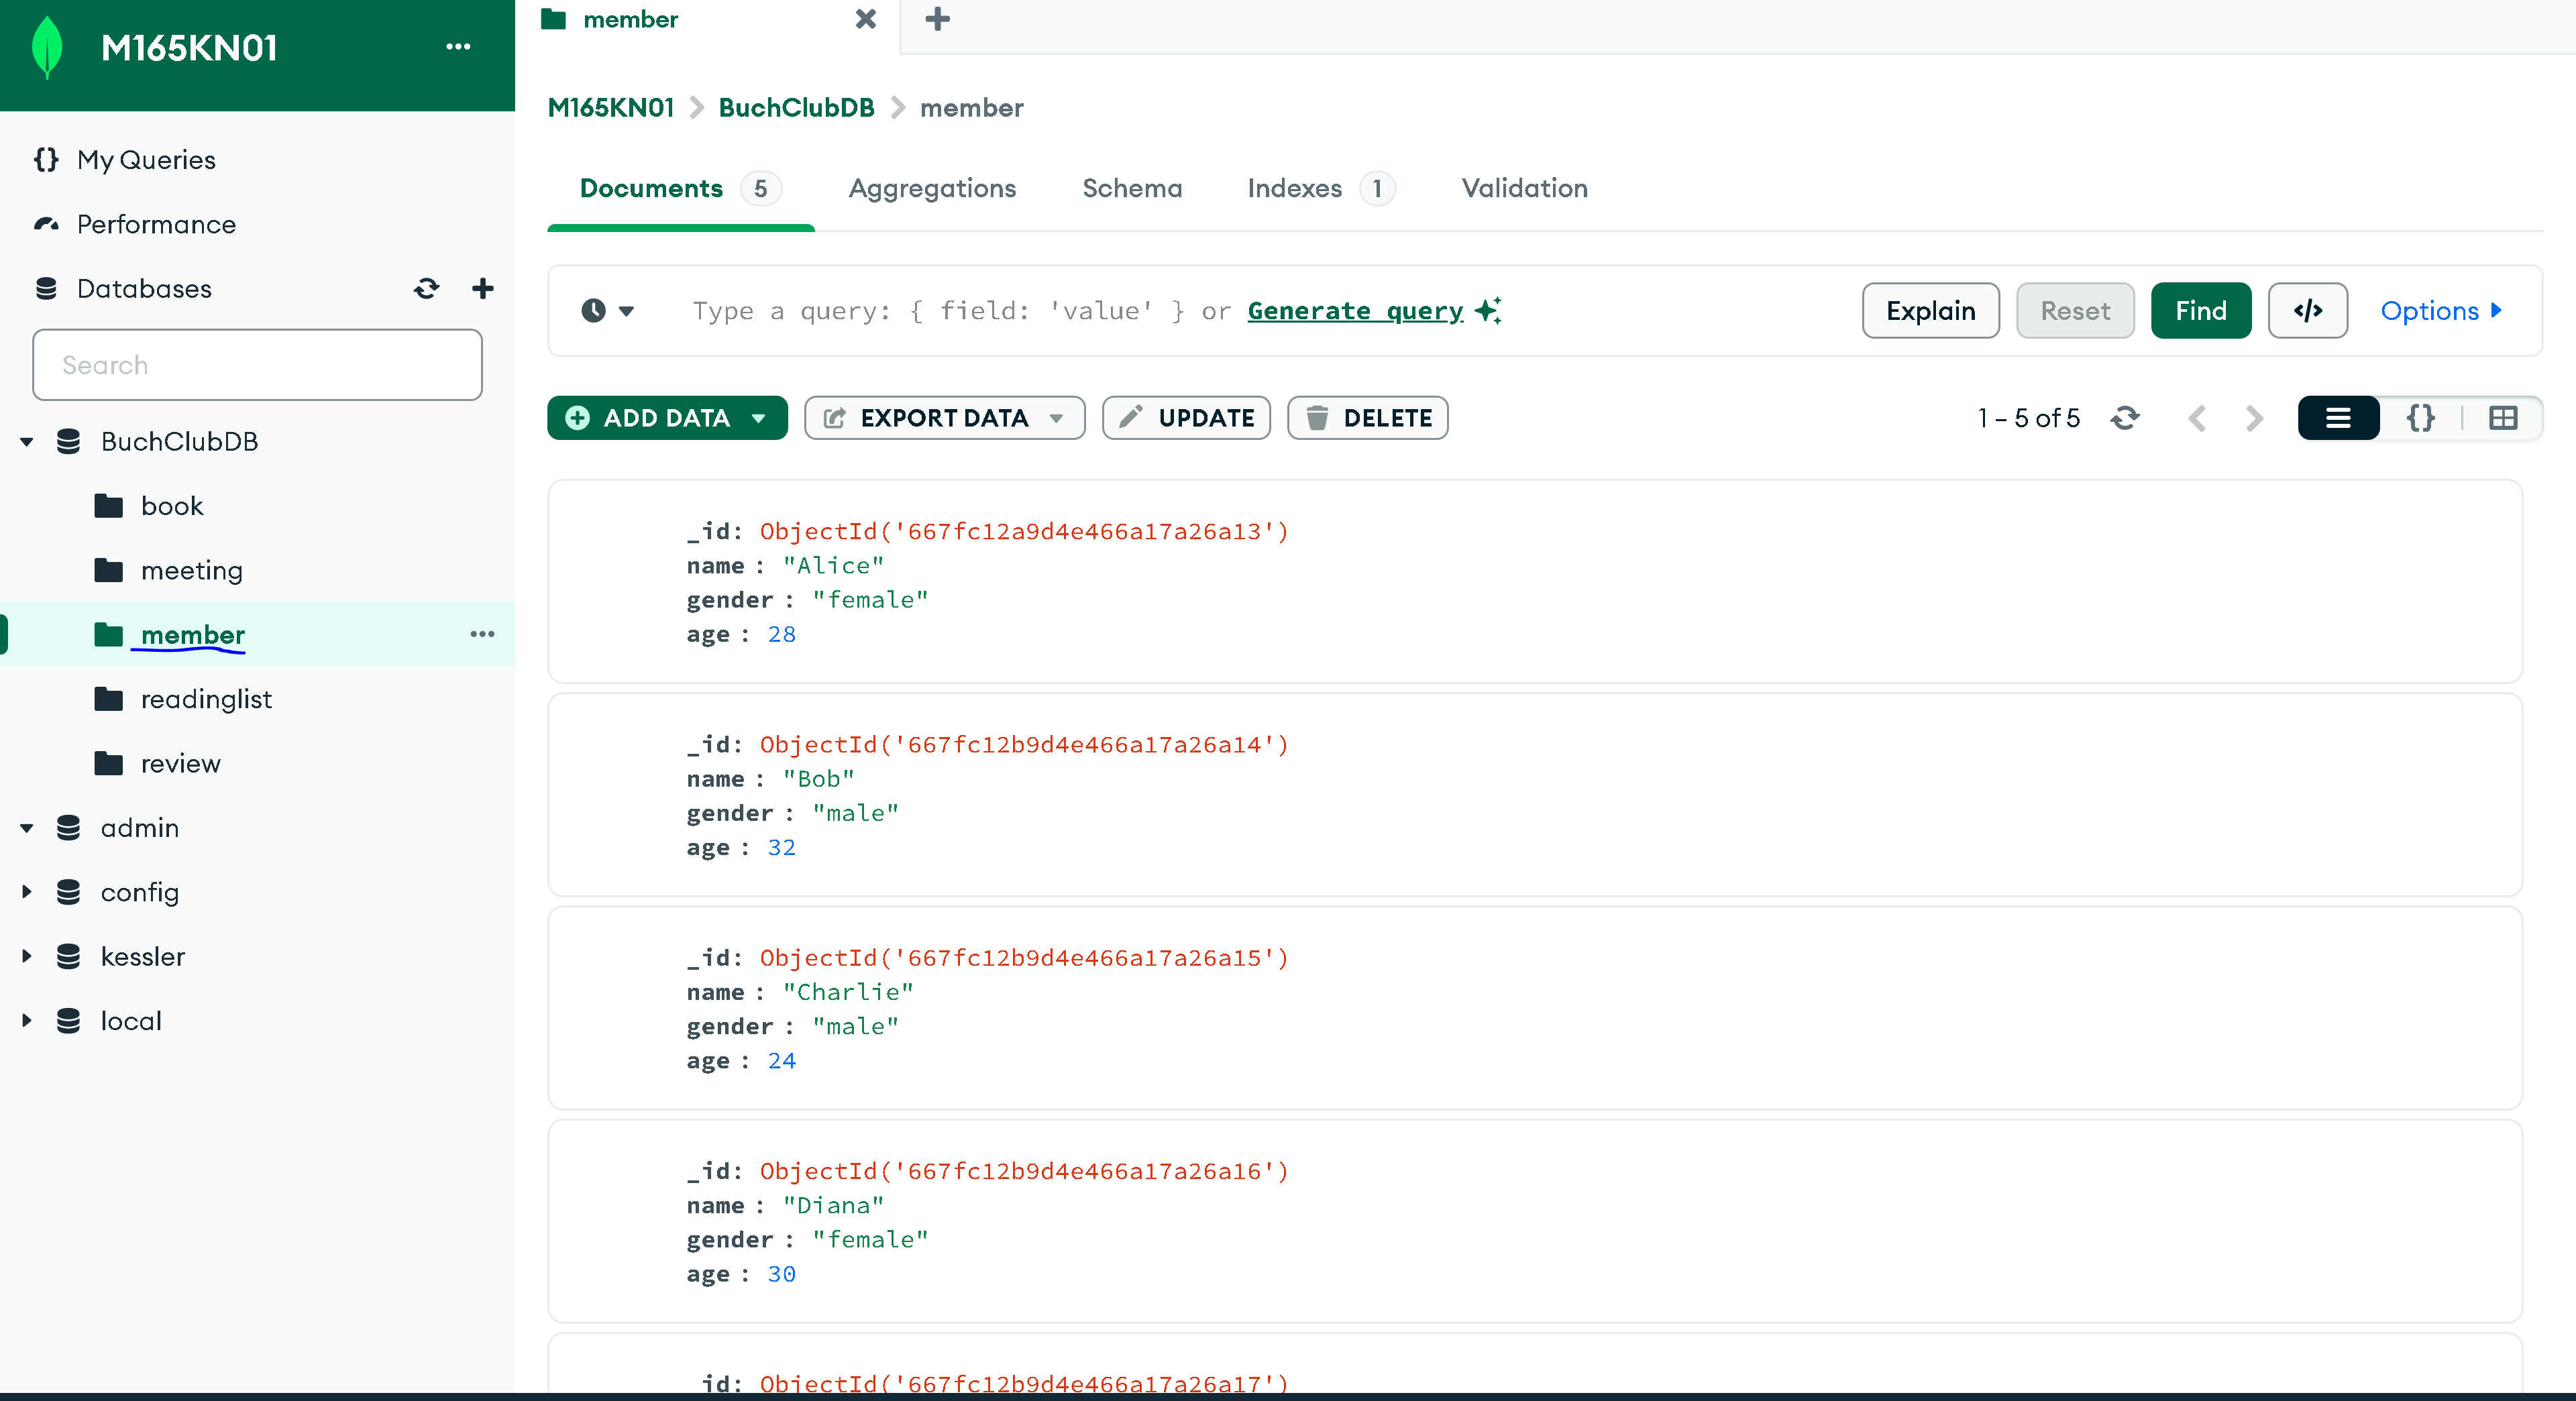 M165KN01
My Queries
Performance
Databases
Search
BuchClubDB
book
meeting
member
readinglist
review
admin
config
kessler
local
member
M165KN01 BuchClubDB member
Documents 5 Aggregations Schema Indexes 1 Validation
Type a query: { field: 'value' } or Generate query Explain Reset Find </> Options
ADD DATA EXPORT DATA UPDATE DELETE 1 – 5 of 5 {}
_id: ObjectId('667fc12a9d4e466a17a26a13')
name : "Alice"
gender : "female"
age : 28
_id: ObjectId('667fc12b9d4e466a17a26a14')
name : "Bob"
gender : "male"
age : 32
_id: ObjectId('667fc12b9d4e466a17a26a15')
name : "Charlie"
gender : "male"
age : 24
_id: ObjectId('667fc12b9d4e466a17a26a16')
name : "Diana"
gender : "female"
age : 30
_id: ObjectId('667fc12b9d4e466a17a26a17')